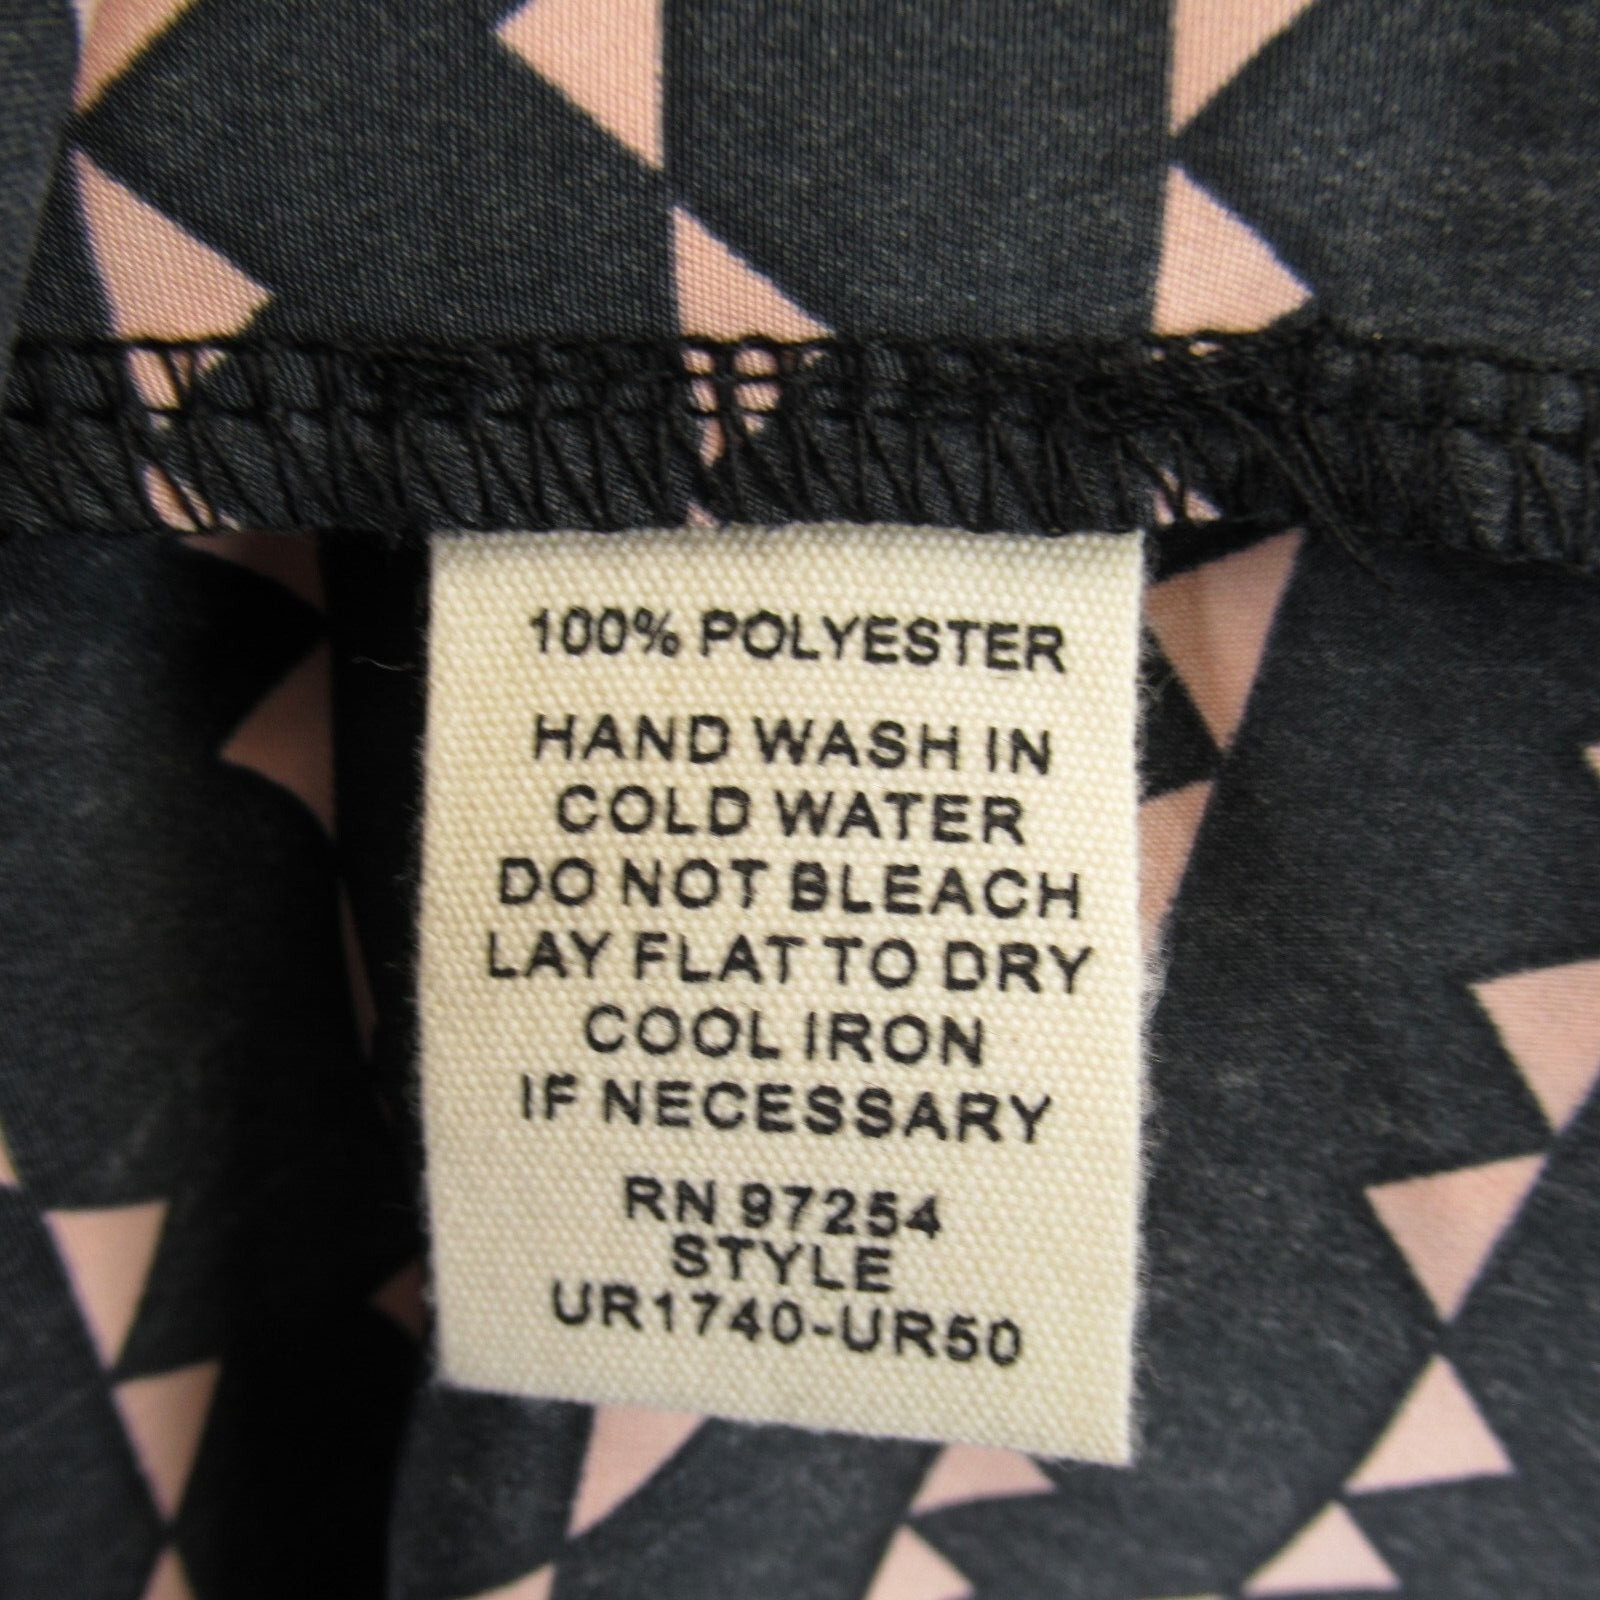 100% POLYESTER
HAND WASH IN
COLD WATER
DO NOT BLEACH
LAY FLAT TO DRY
COOL IRON
IF NECESSARY
RN 97254
STYLE
UR1740-UR50